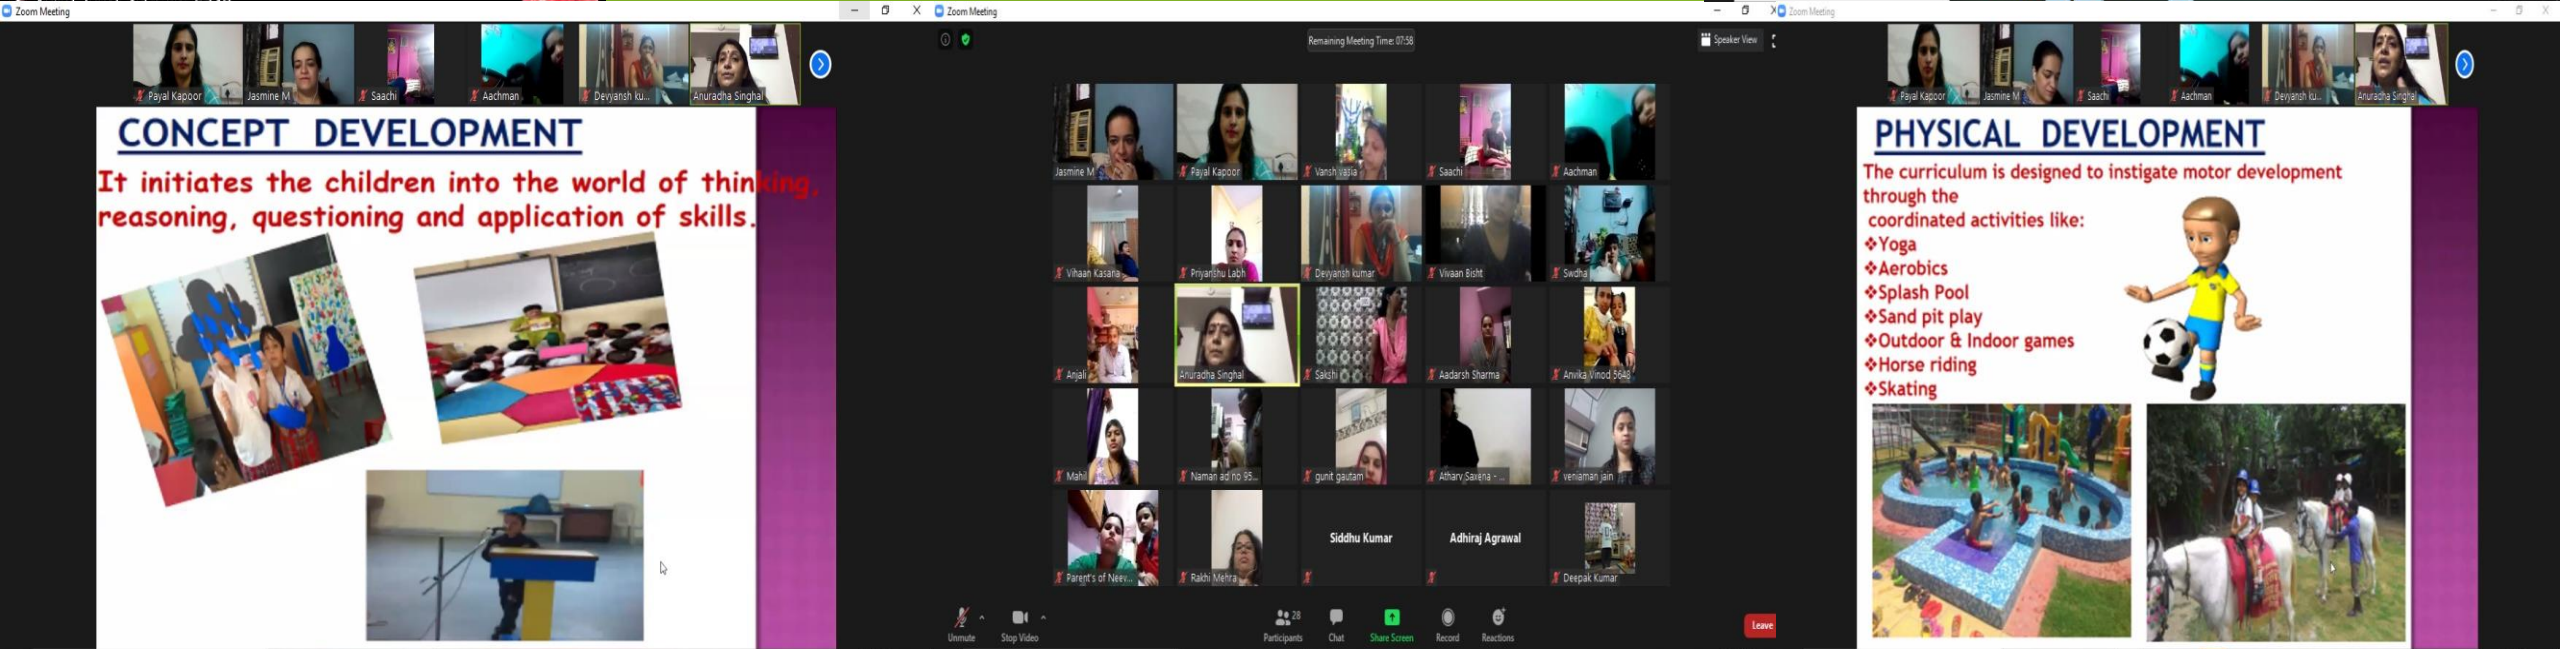 Zoom Meeting
Payal Kapoor
Jasmine M
Saachi
Aachman
Devyansh ku...
Anuradha Singhal
CONCEPT DEVELOPMENT
It initiates the children into the world of thinking,
reasoning, questioning and application of skills.
Zoom Meeting
Remaining Meeting Time: 07:58
Speaker View
Jasmine M
Payal Kapoor
Vansh vasia
Saachi
Aachman
Vihaan Kasana
Priyanshu Labh
Devyansh kumar
Vivaan Bisht
Swdha
Anjali
Anuradha Singhal
Sakshi
Aadarsh Sharma
Anvika Vinod 5648
Mahil
Naman ad no 95...
gunit gautam
Atharv Saxena - ...
veniaman jain
Parent's of Neev...
Rakhi Mehra
Siddhu Kumar
Adhiraj Agrawal
Deepak Kumar
Unmute
Stop Video
28
Participants
Chat
Share Screen
Record
Reactions
Leave
Zoom Meeting
Payal Kapoor
Jasmine M
Saachi
Aachman
Devyansh ku...
Anuradha Singhal
PHYSICAL DEVELOPMENT
The curriculum is designed to instigate motor development
through the
coordinated activities like:
❖Yoga
❖Aerobics
❖Splash Pool
❖Sand pit play
❖Outdoor & Indoor games
❖Horse riding
❖Skating